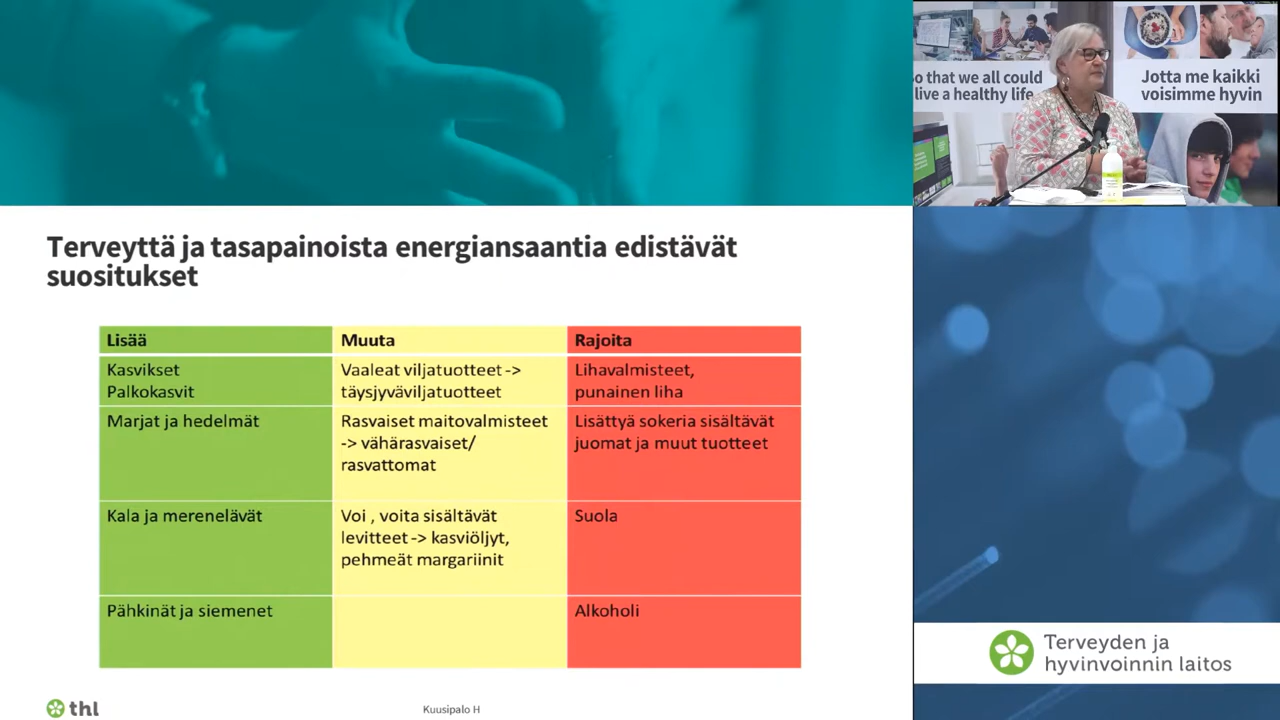 Terveyttä ja tasapainoista energiansaantia edistävät
suositukset
Lisää
Muuta
Rajoita
Kasvikset
Palkokasvit
Vaaleat viljatuotteet ->
täysjyväviljatuotteet
Lihavalmisteet,
punainen liha
Marjat ja hedelmät
Rasvaiset maitovalmisteet
-> vähärasvaiset/
rasvattomat
Lisättyä sokeria sisältävät
juomat ja muut tuotteet
Kala ja merenelävät
Voi , voita sisältävät
levitteet -> kasviöljyt,
pehmeät margariinit
Suola
Pähkinät ja siemenet
Alkoholi
thl
Kuusipalo H
so that we all could
live a healthy life
Jotta me kaikki
voisimme hyvin
Terveyden ja
hyvinvoinnin laitos